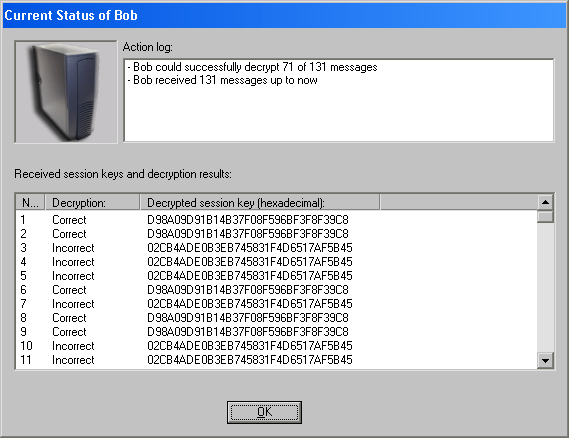 Current Status of Bob
Action log:
- Bob could successfully decrypt 71 of 131 messages
- Bob received 131 messages up to now
Received session keys and decryption results:
N... Decryption: Decrypted session key (hexadecimal):
1 Correct D98A09D91B14B37F08F596BF3F8F39C8
2 Correct D98A09D91B14B37F08F596BF3F8F39C8
3 Incorrect 02CB4ADE0B3EB745831F4D6517AF5B45
4 Incorrect 02CB4ADE0B3EB745831F4D6517AF5B45
5 Incorrect 02CB4ADE0B3EB745831F4D6517AF5B45
6 Correct D98A09D91B14B37F08F596BF3F8F39C8
7 Incorrect 02CB4ADE0B3EB745831F4D6517AF5B45
8 Correct D98A09D91B14B37F08F596BF3F8F39C8
9 Correct D98A09D91B14B37F08F596BF3F8F39C8
10 Incorrect 02CB4ADE0B3EB745831F4D6517AF5B45
11 Incorrect 02CB4ADE0B3EB745831F4D6517AF5B45
OK